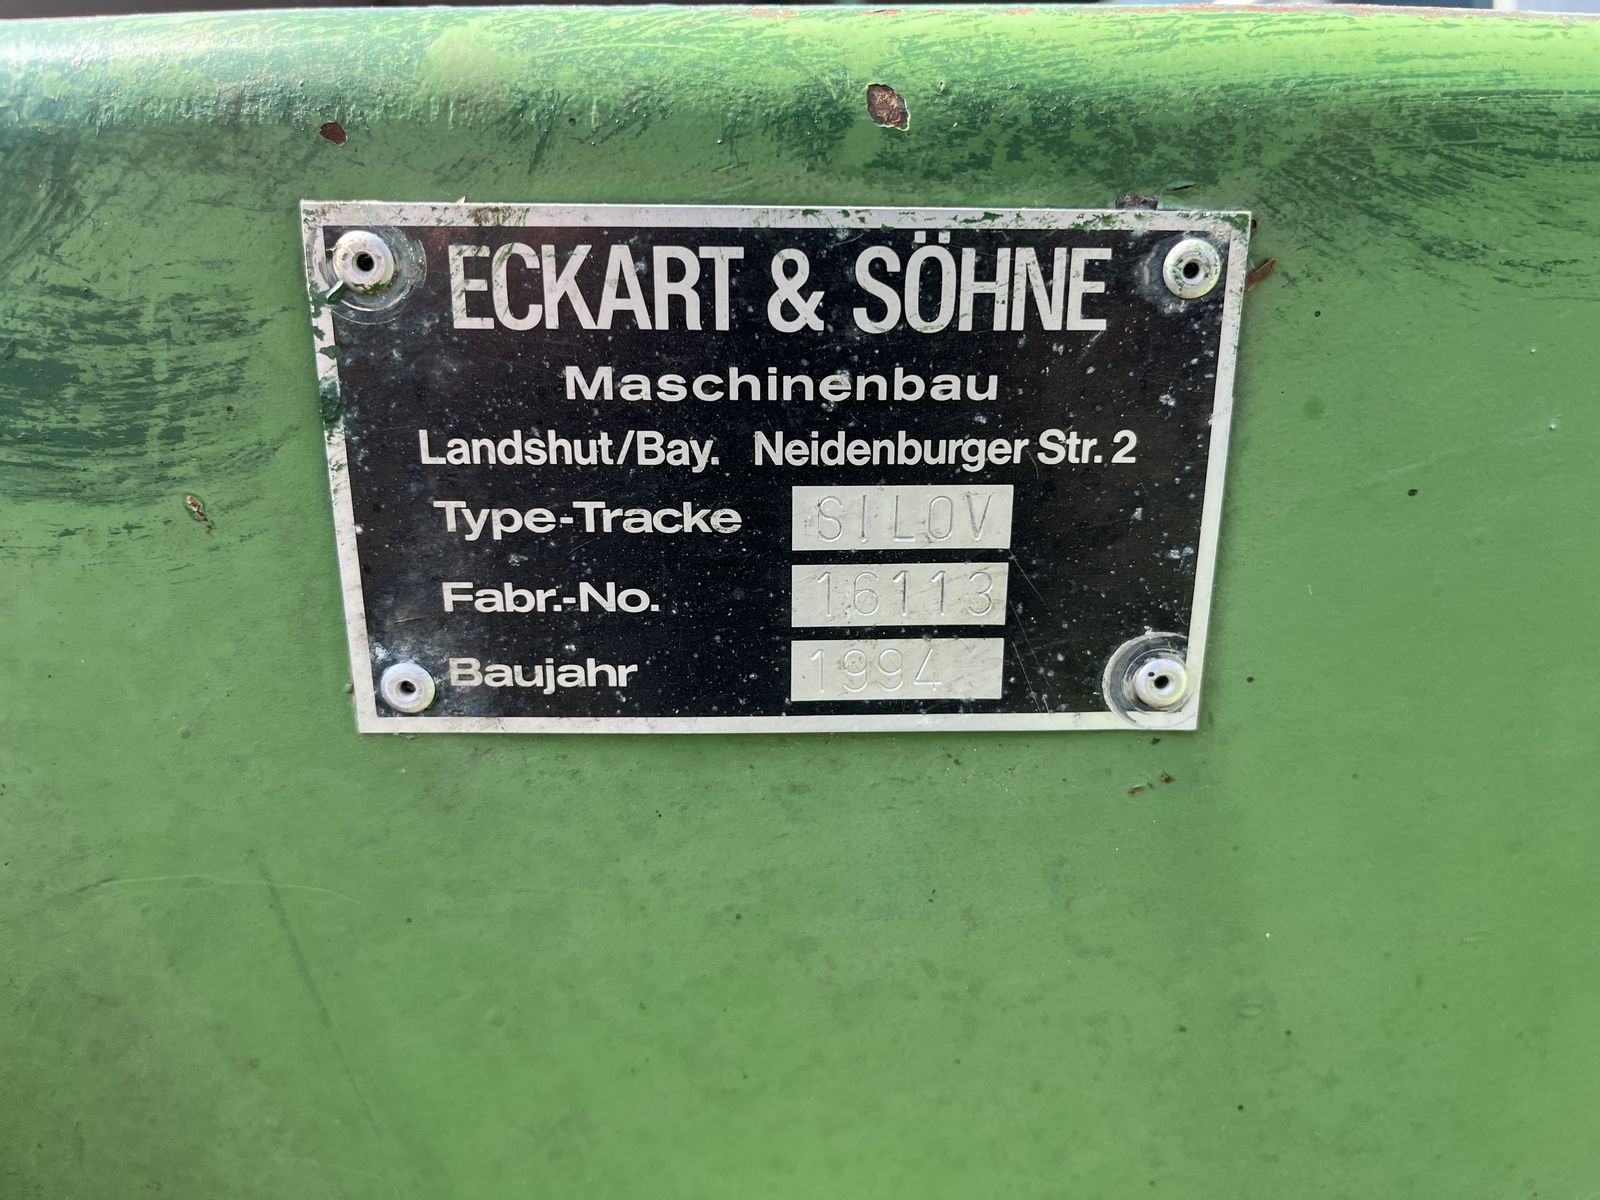 ECKART & SÖHNE
Maschinenbau
Landshut/Bay. Neidenburger Str. 2
Type-Tracke SILOV
Fabr.-No. 16113
Baujahr 1994